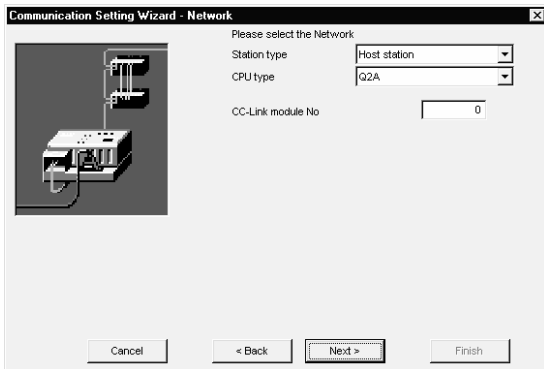 Communication Setting Wizard - Network
Please select the Network
Station type Host station
CPU type Q2A
CC-Link module No 0
Cancel < Back Next > Finish